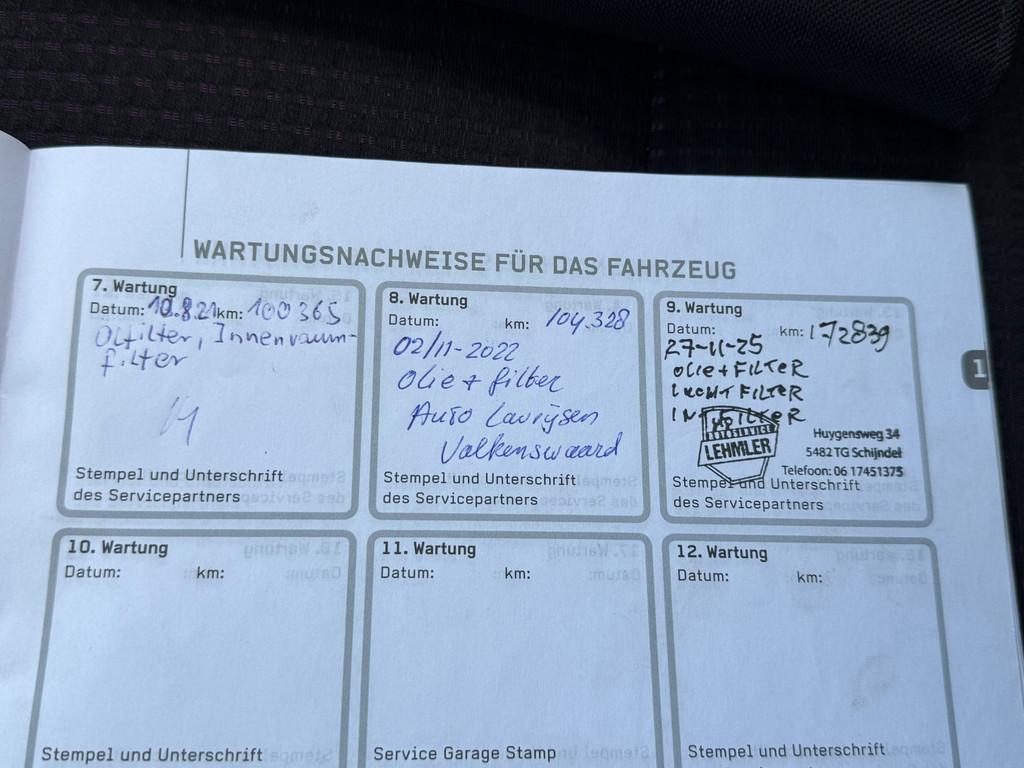 WARTUNGSNACHWEISE FÜR DAS FAHRZEUG
7. Wartung
Datum: 10.8.21 km: 100365
Ölfilter, Innenraum-
filter
Stempel und Unterschrift
des Servicepartners
8. Wartung
Datum: km: 104.328
02/11-2022
Olie + filter
Auto Laurijsen
Valkenswaard
Stempel und Unterschrift
des Servicepartners
9. Wartung
Datum: km: 172839
27-11-25
OLIE + FILTER
LUCHT FILTER
FILTER
AUTOSERVICE
LEHMLER
Huygensweg 34
5482 TG Schijndel
Telefoon: 06 17451375
Stempel und Unterschrift
des Servicepartners
1
10. Wartung
Datum: km:
Stempel und Unterschrift
11. Wartung
Datum: km:
Service Garage Stamp
12. Wartung
Datum: km:
Stempel und Unterschrift